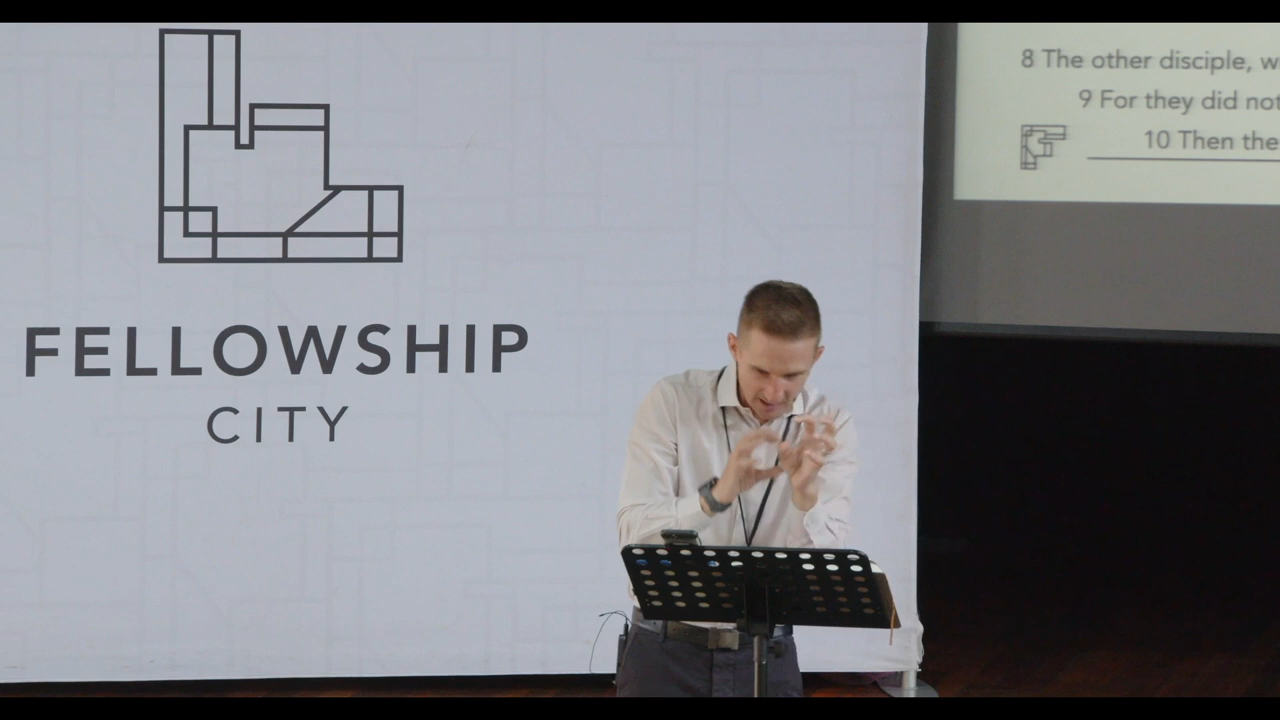 FELLOWSHIP
CITY
8 The other disciple, w
9 For they did not
10 Then the